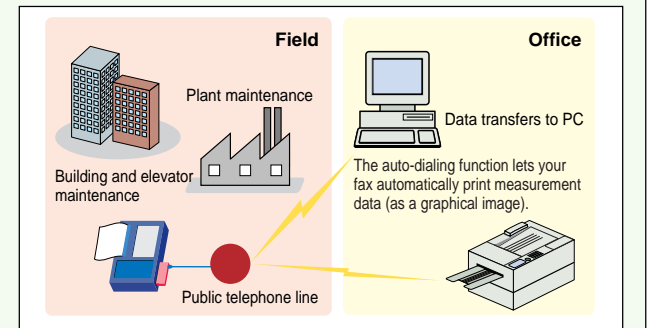 Field
Plant maintenance
Building and elevator
maintenance
Public telephone line
Office
Data transfers to PC
The auto-dialing function lets your
fax automatically print measurement
data (as a graphical image).